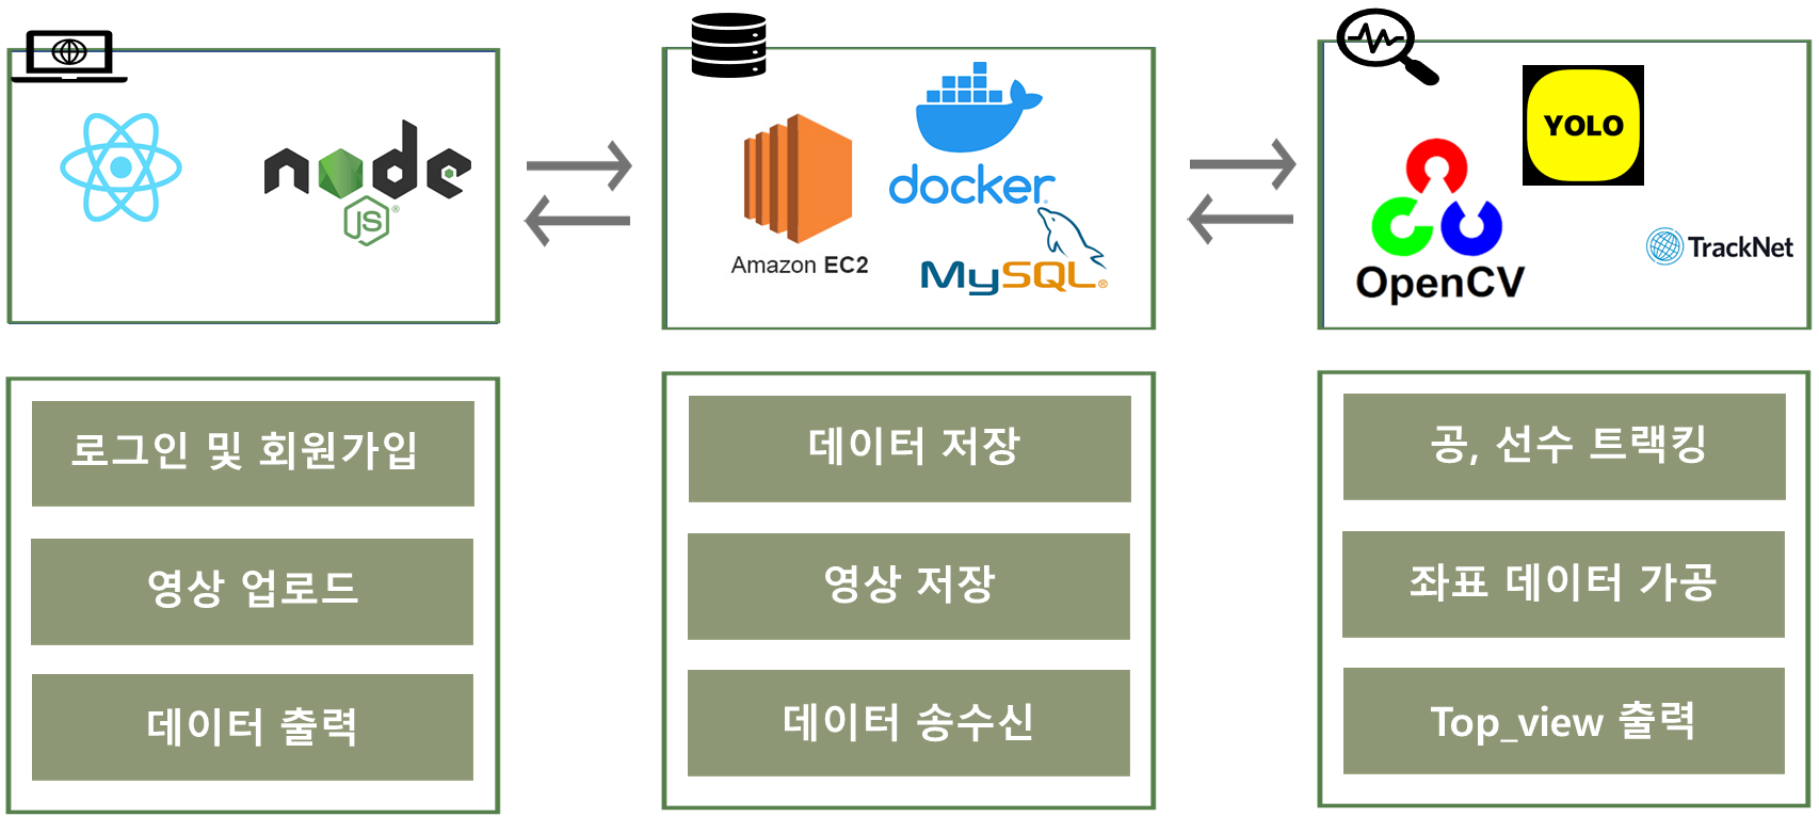 node
JS
Amazon EC2
docker
MySQL
YOLO
OpenCV
TrackNet
로그인 및 회원가입
영상 업로드
데이터 출력
데이터 저장
영상 저장
데이터 송수신
공, 선수 트랙킹
좌표 데이터 가공
Top_view 출력